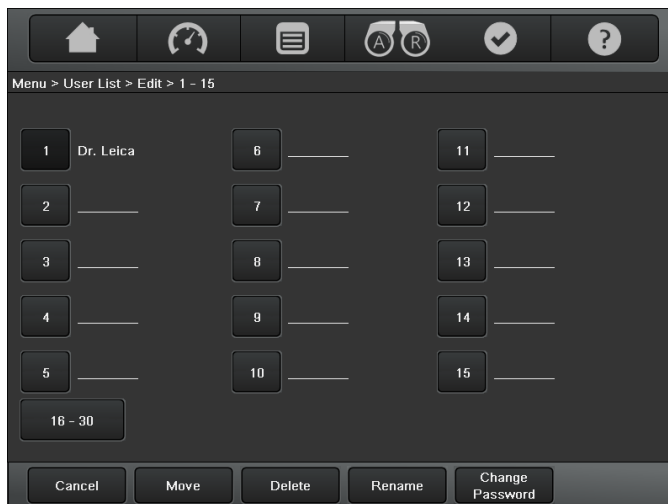 A R ?
Menu > User List > Edit > 1 - 15
1 Dr. Leica 6 11
2 7 12
3 8 13
4 9 14
5 10 15
16 - 30
Cancel Move Delete Rename Change Password